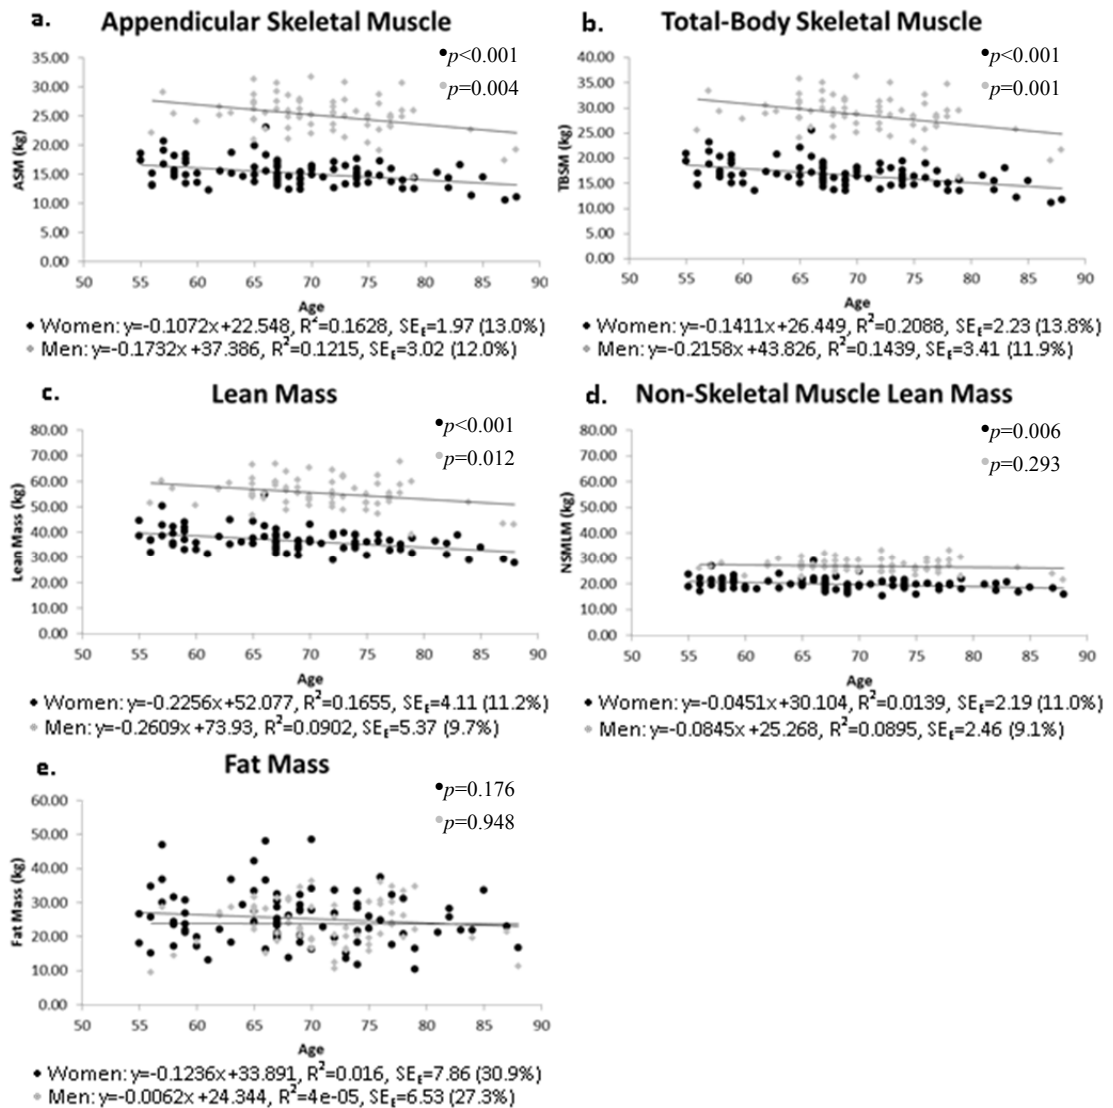 a. Appendicular Skeletal Muscle
p<0.001
p=0.004
ASM (kg)
35.00
30.00
25.00
20.00
15.00
10.00
5.00
0.00
50 55 60 65 70 75 80 85 90
Age
Women: y=-0.1072x+22.548, R²=0.1628, SE_E=1.97 (13.0%)
Men: y=-0.1732x +37.386, R²=0.1215, SE_E=3.02 (12.0%)
b. Total-Body Skeletal Muscle
p<0.001
p=0.001
TBSM (kg)
40.00
35.00
30.00
25.00
20.00
15.00
10.00
5.00
0.00
50 55 60 65 70 75 80 85 90
Age
Women: y=-0.1411x+26.449, R²=0.2088, SE_E=2.23 (13.8%)
Men: y=-0.2158x +43.826, R²=0.1439, SE_E=3.41 (11.9%)
c. Lean Mass
p<0.001
p=0.012
Lean Mass (kg)
80.00
70.00
60.00
50.00
40.00
30.00
20.00
10.00
0.00
50 55 60 65 70 75 80 85 90
Age
Women: y=-0.2256x+52.077, R²=0.1655, SE_E=4.11 (11.2%)
Men: y=-0.2609x +73.93, R²=0.0902, SE_E=5.37 (9.7%)
d. Non-Skeletal Muscle Lean Mass
p=0.006
p=0.293
NSMLM (kg)
80.00
70.00
60.00
50.00
40.00
30.00
20.00
10.00
0.00
50 55 60 65 70 75 80 85 90
Age
Women: y=-0.0451x+30.104, R²=0.0139, SE_E=2.19 (11.0%)
Men: y=-0.0845x +25.268, R²=0.0895, SE_E=2.46 (9.1%)
e. Fat Mass
p=0.176
p=0.948
Fat Mass (kg)
60.00
50.00
40.00
30.00
20.00
10.00
0.00
50 55 60 65 70 75 80 85 90
Age
Women: y=-0.1236x+33.891, R²=0.016, SE_E=7.86 (30.9%)
Men: y=-0.0062x +24.344, R²=4e-05, SE_E=6.53 (27.3%)